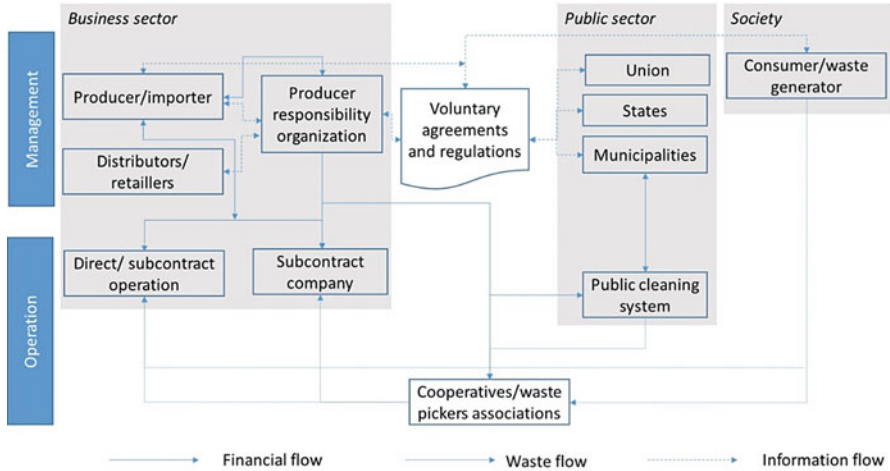 Business sector
Public sector
Society
Management
Producer/importer
Producer
responsibility
organization
Distributors/
retaillers
Voluntary
agreements
and regulations
Union
States
Municipalities
Consumer/waste
generator
Operation
Direct/ subcontract
operation
Subcontract
company
Public cleaning
system
Cooperatives/waste
pickers associations
Financial flow
Waste flow
Information flow